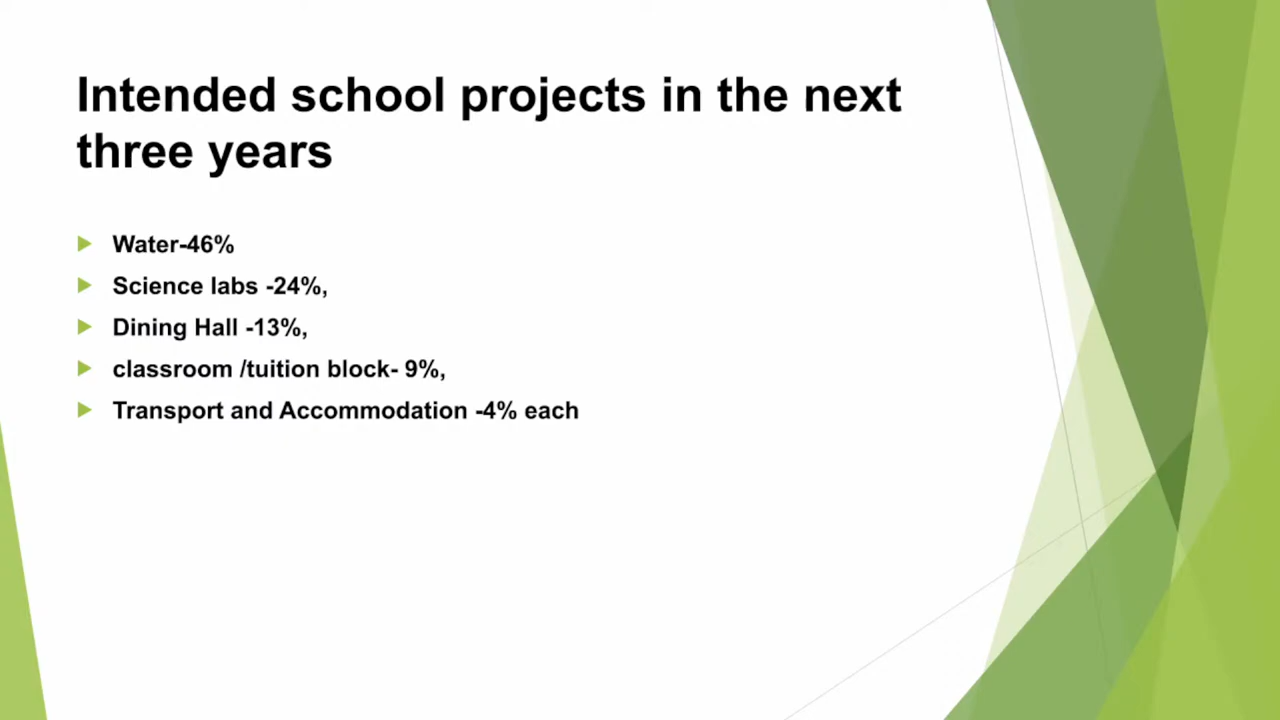 Intended school projects in the next
three years
Water-46%
Science labs -24%,
Dining Hall -13%,
classroom /tuition block- 9%,
Transport and Accommodation -4% each